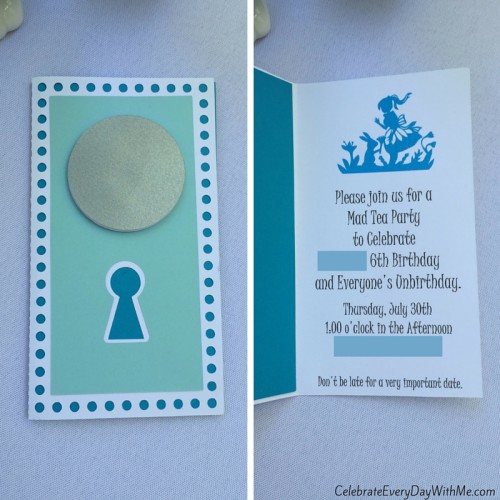 Please join us for a
Mad Tea Party
to Celebrate
6th Birthday
and Everyone's Unbirthday.
Thursday, July 30th
1:00 o'clock in the Afternoon
Don't be late for a very important date.
CelebrateEveryDayWithMe.com